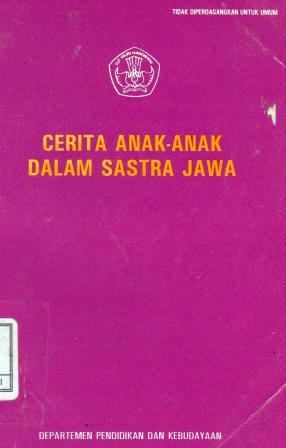 TIDAK DIPERDAGANGKAN UNTUK UMUM
CERITA ANAK-ANAK
DALAM SASTRA JAWA
DEPARTEMEN PENDIDIKAN DAN KEBUDAYAAN